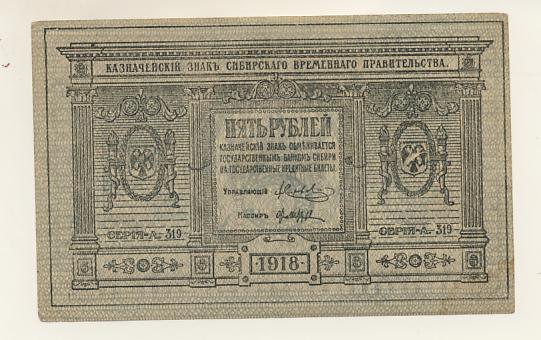 КАЗНАЧЕЙСКІЙ ЗНАКЪ СИБИРСКАГО ВРЕМЕННАГО ПРАВИТЕЛЬСТВА.
ПЯТЬ РУБЛЕЙ
КАЗНАЧЕЙСКІЙ ЗНАКЪ ОБМѢНИВАЕТСЯ
ГОСУДАРСТВЕННЫМЪ БАНКОМЪ СИБИРИ
НА ГОСУДАРСТВЕННЫЕ КРЕДИТНЫЕ БИЛЕТЫ.
УПРАВЛЯЮЩІЙ
КАССИРЪ
СЕРІЯ-А. 319
СЕРІЯ-А. 319
·1918·